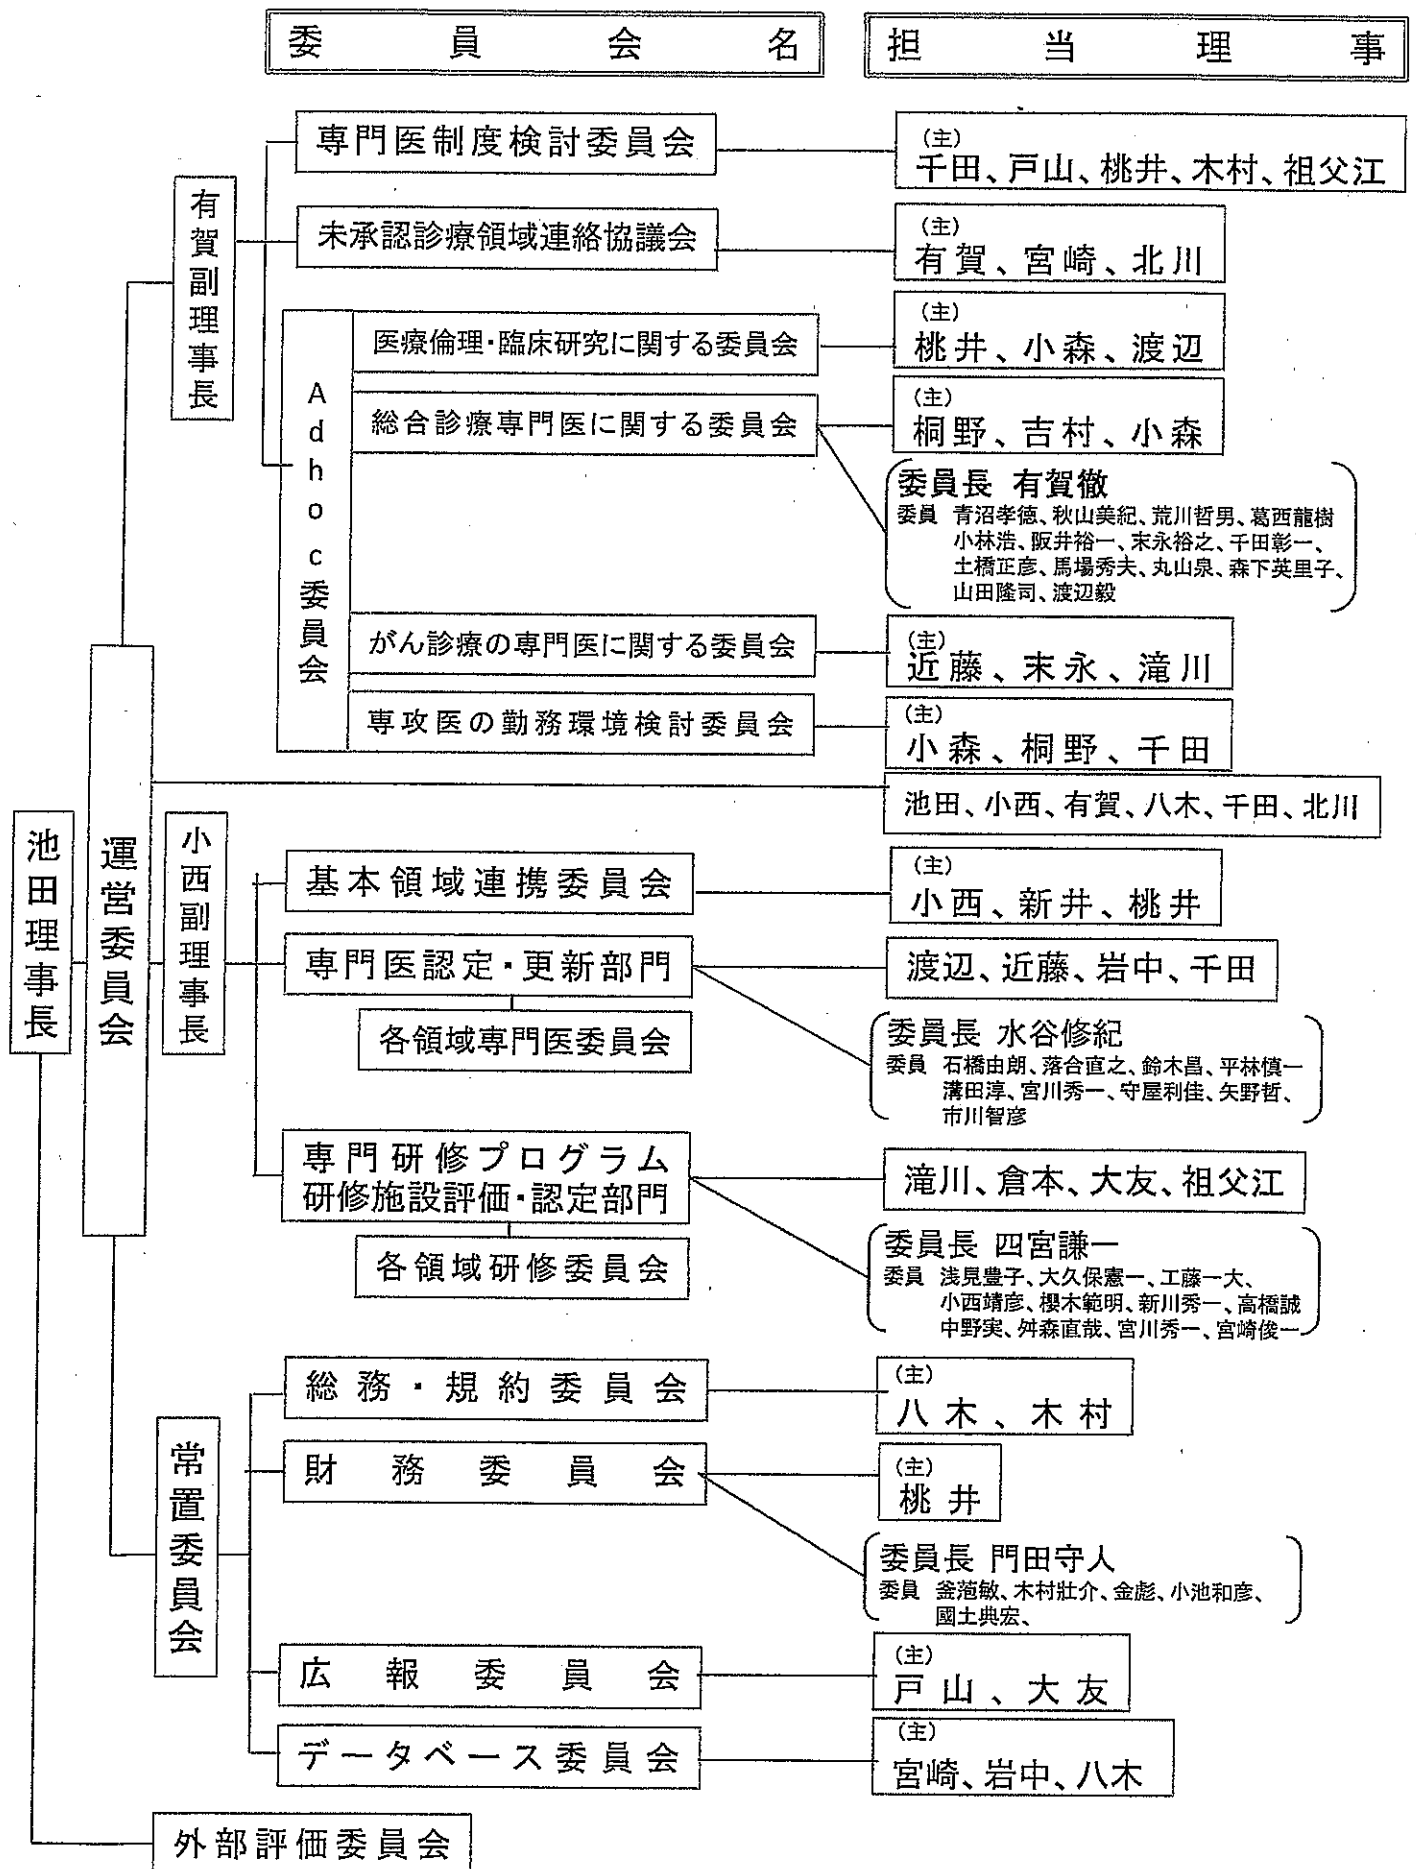 委員会名
担当理事
専門医制度検討委員会
(主)
千田、戸山、桃井、木村、祖父江
有賀副理事長
未承認診療領域連絡協議会
(主)
有賀、宮崎、北川
Adhoc委員会
医療倫理・臨床研究に関する委員会
(主)
桃井、小森、渡辺
総合診療専門医に関する委員会
(主)
桐野、吉村、小森
委員長 有賀徹
委員 青沼孝徳、秋山美紀、荒川哲男、葛西龍樹
小林浩、阪井裕一、末永裕之、千田彰一、
土橋正彦、馬場秀夫、丸山泉、森下英里子、
山田隆司、渡辺毅
がん診療の専門医に関する委員会
(主)
近藤、末永、滝川
専攻医の勤務環境検討委員会
(主)
小森、桐野、千田
池田、小西、有賀、八木、千田、北川
池田理事長
運営委員会
小西副理事長
基本領域連携委員会
(主)
小西、新井、桃井
専門医認定・更新部門
渡辺、近藤、岩中、千田
各領域専門医委員会
委員長 水谷修紀
委員 石橋由朗、落合直之、鈴木昌、平林慎一
溝田淳、宮川秀一、守屋利佳、矢野哲、
市川智彦
専門研修プログラム
研修施設評価・認定部門
滝川、倉本、大友、祖父江
各領域研修委員会
委員長 四宮謙一
委員 浅見豊子、大久保憲一、工藤一大、
小西靖彦、櫻木範明、新川秀一、高橋誠
中野実、舛森直哉、宮川秀一、宮崎俊一
常置委員会
総務・規約委員会
(主)
八木、木村
財務委員会
(主)
桃井
委員長 門田守人
委員 釜萢敏、木村壯介、金彪、小池和彦、
國土典宏、
広報委員会
(主)
戸山、大友
データベース委員会
(主)
宮崎、岩中、八木
外部評価委員会